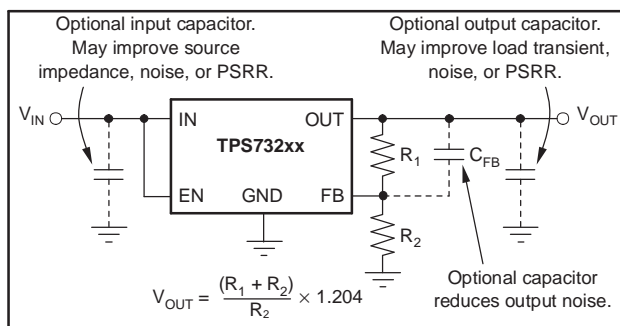 Optional input capacitor.
May improve source
impedance, noise, or PSRR.
Optional output capacitor.
May improve load transient,
noise, or PSRR.
V_IN
IN
OUT
V_OUT
TPS732xx
R_1
C_FB
EN
GND
FB
R_2
Optional capacitor
reduces output noise.
V_OUT = (R_1 + R_2) / R_2 × 1.204